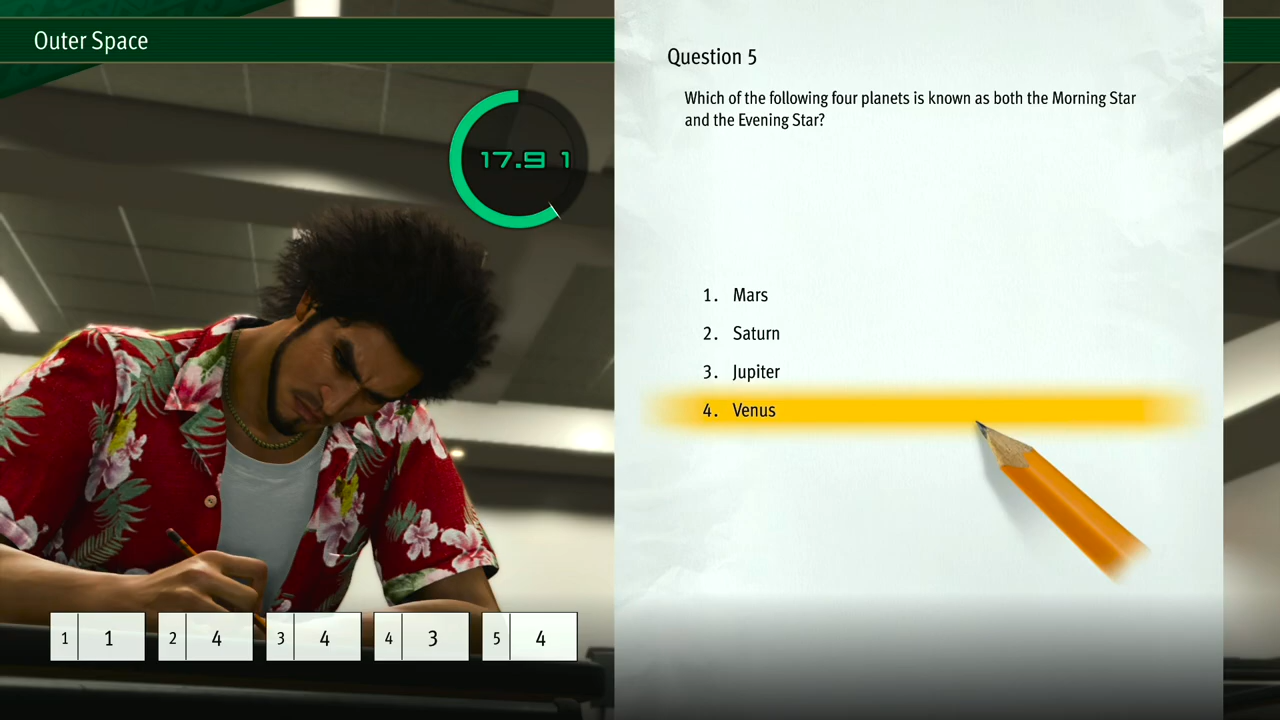 Outer Space
17.91
Question 5
Which of the following four planets is known as both the Morning Star
and the Evening Star?
1. Mars
2. Saturn
3. Jupiter
4. Venus
1 1 2 4 3 4 4 3 5 4